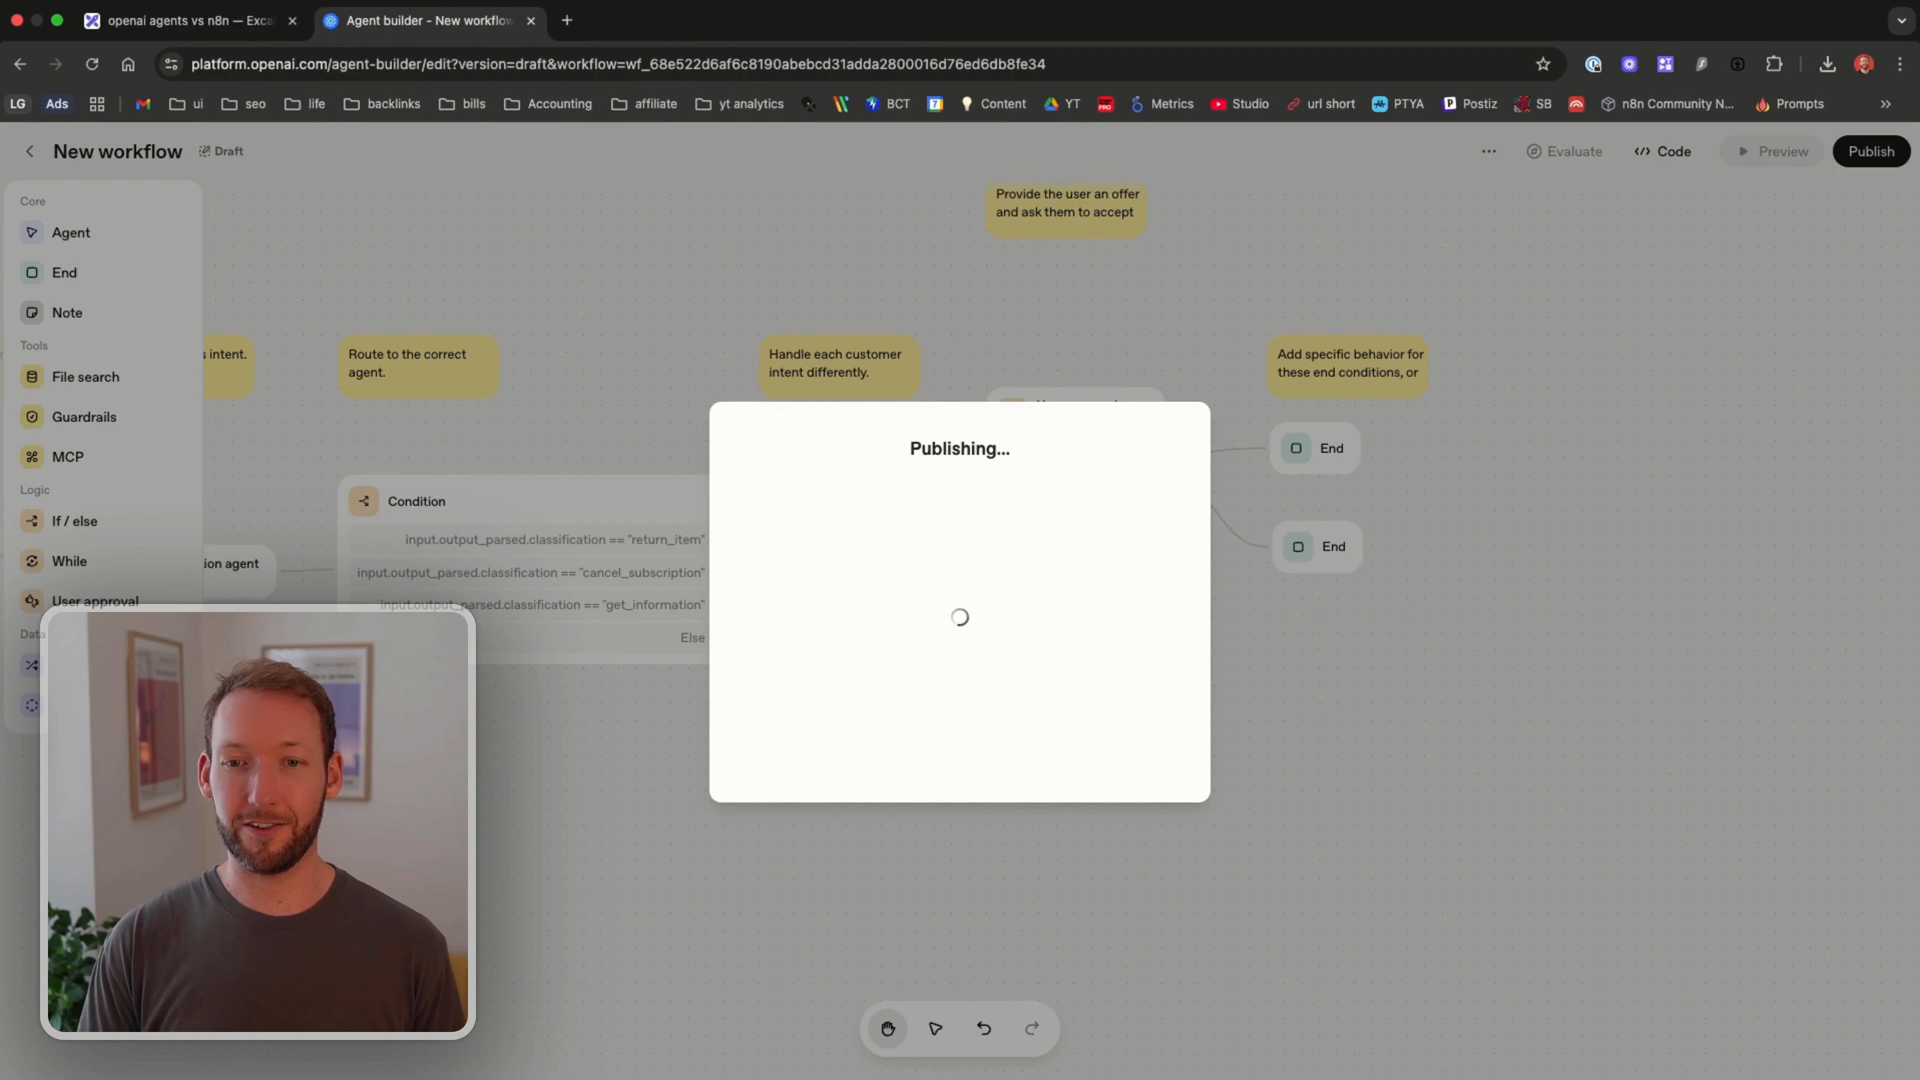 openai agents vs n8n — Exca
Agent builder - New workflow
platform.openai.com/agent-builder/edit?version=draft&workflow=wf_68e522d6af6c8190abebcd31adda2800016d76ed6db8fe34
LG
Ads
ui
seo
life
backlinks
bills
Accounting
affiliate
yt analytics
BCT
7
Content
YT
PRO
Metrics
Studio
url short
PTYA
Postiz
SB
n8n Community N...
Prompts
New workflow
Draft
Evaluate
Code
Preview
Publish
Core
Agent
End
Note
Tools
File search
Guardrails
MCP
Logic
If / else
While
User approval
Data
Provide the user an offer
and ask them to accept
s intent.
Route to the correct
agent.
Handle each customer
intent differently.
Add specific behavior for
these end conditions, or
ion agent
Condition
input.output_parsed.classification == "return_item"
input.output_parsed.classification == "cancel_subscription"
input.output_parsed.classification == "get_information"
Else
Publishing...
End
End